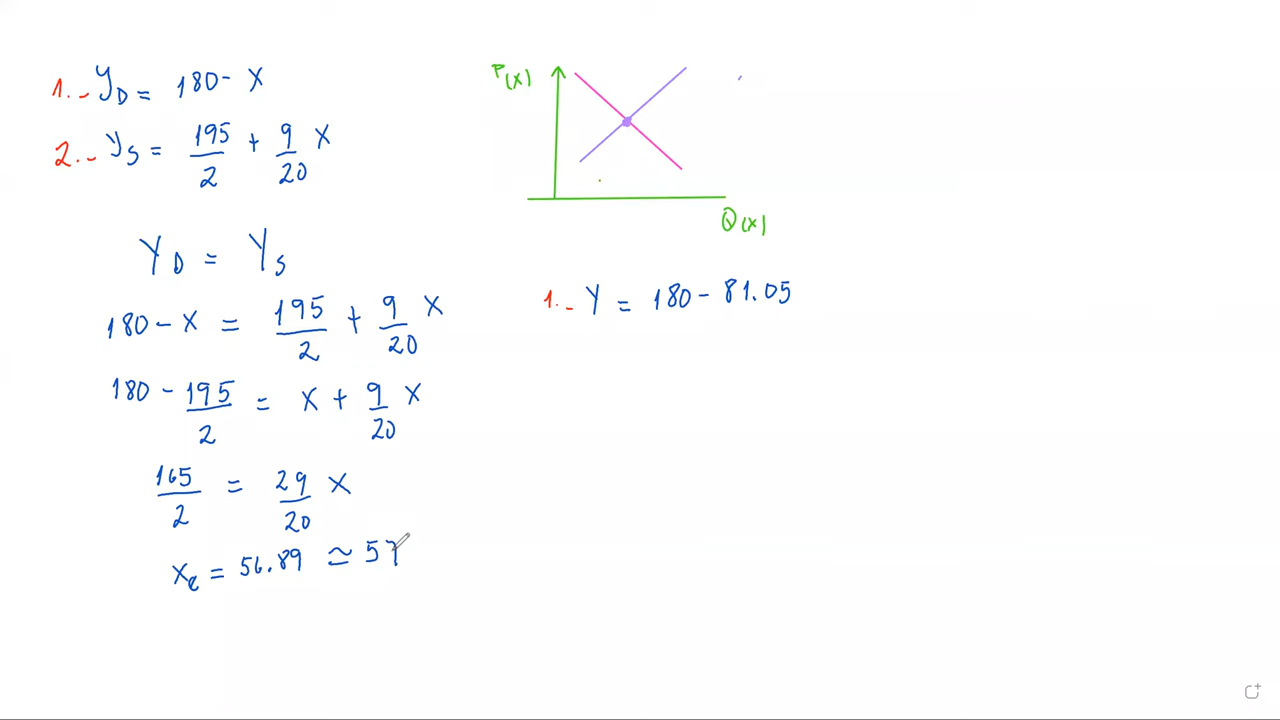 1.- Y_D = 180 - X
2.- Y_S = 195/2 + 9/20 X
Y_D = Y_S
180 - X = 195/2 + 9/20 X
180 - 195/2 = X + 9/20 X
165/2 = 29/20 X
X_e = 56.89 ≃ 57
P(X)
Q(X)
1.- Y = 180 - 81.05